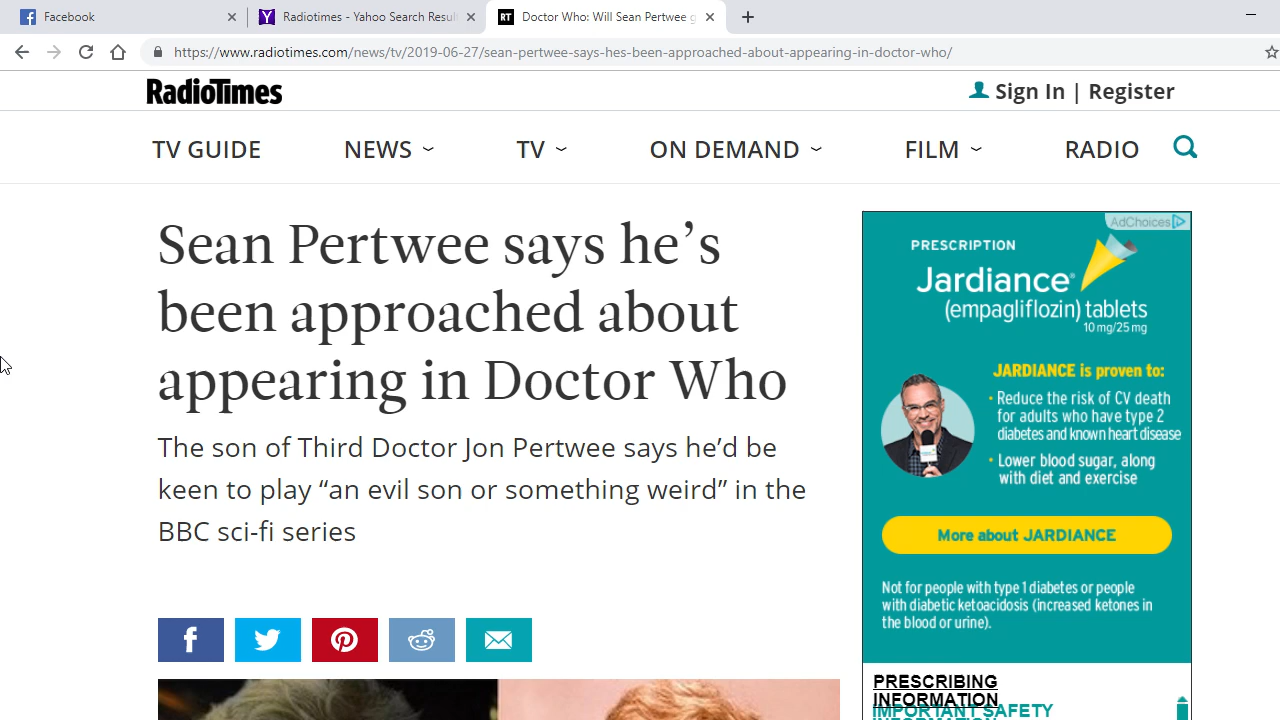 Facebook
Radiotimes - Yahoo Search Resul
RT
Doctor Who: Will Sean Pertwee g
https://www.radiotimes.com/news/tv/2019-06-27/sean-pertwee-says-hes-been-approached-about-appearing-in-doctor-who/
RadioTimes
Sign In | Register
TV GUIDE
NEWS
TV
ON DEMAND
FILM
RADIO
Sean Pertwee says he’s
been approached about
appearing in Doctor Who
The son of Third Doctor Jon Pertwee says he’d be
keen to play “an evil son or something weird” in the
BBC sci-fi series
AdChoices
PRESCRIPTION
Jardiance®
(empagliflozin) tablets
10 mg/25 mg
JARDIANCE is proven to:
• Reduce the risk of CV death
for adults who have type 2
diabetes and known heart disease
• Lower blood sugar, along
with diet and exercise
More about JARDIANCE
Not for people with type 1 diabetes or people
with diabetic ketoacidosis (increased ketones in
the blood or urine).
PRESCRIBING
INFORMATION
IMPORTANT SAFETY